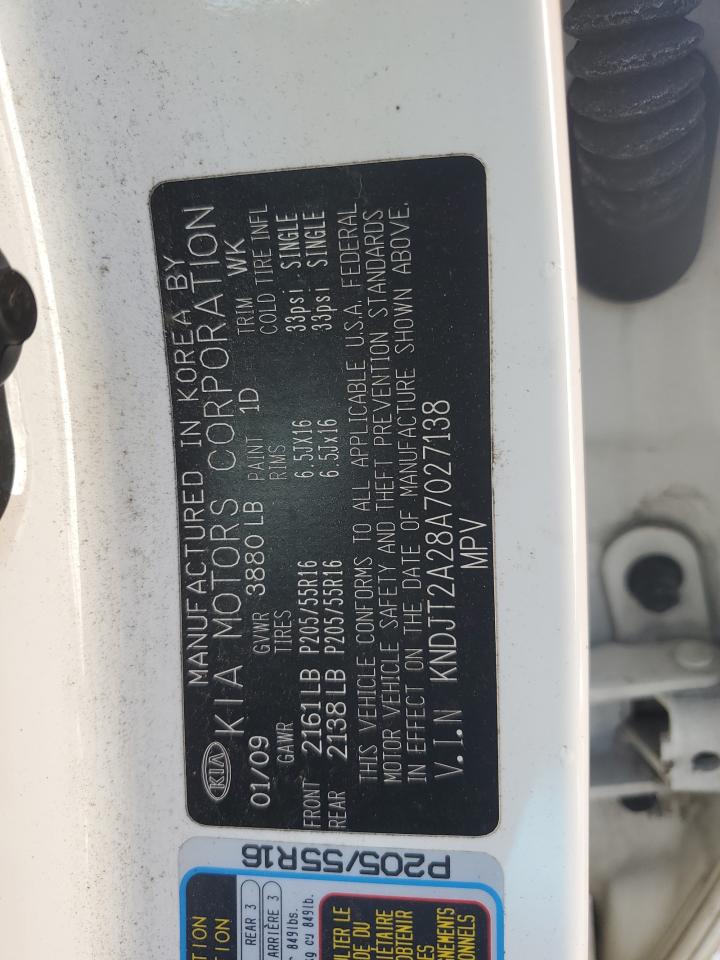 MANUFACTURED IN KOREA BY
KIA KIA MOTORS CORPORATION
01/09 GVWR 3880 LB PAINT 1D TRIM WK
GAWR TIRES RIMS COLD TIRE INFL
FRONT 2161LB P205/55R16 6.5JX16 33psi SINGLE
REAR 2138LB P205/55R16 6.5Jx16 33psi SINGLE
THIS VEHICLE CONFORMS TO ALL APPLICABLE U.S.A. FEDERAL
MOTOR VEHICLE SAFETY AND THEFT PREVENTION STANDARDS
IN EFFECT ON THE DATE OF MANUFACTURE SHOWN ABOVE.
V.I.N KNDJT2A28A7027138
MPV
REAR 3
ARRIÈRE 3
849lbs.
849lb.
P205/55R16